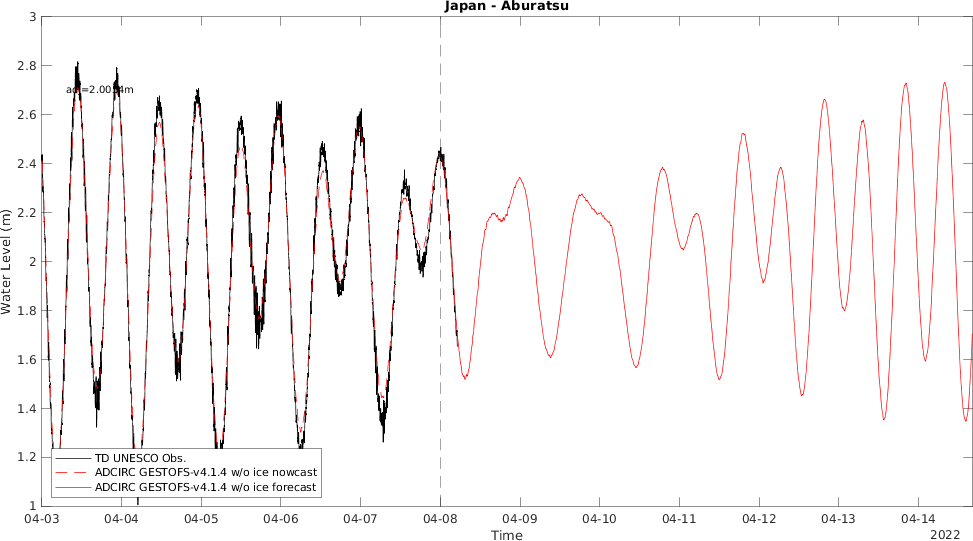 Japan - Aburatsu
Water Level (m)
3
2.8
2.6
2.4
2.2
2
1.8
1.6
1.4
1.2
1
TD UNESCO Obs.
ADCIRC GESTOFS-v4.1.4 w/o ice nowcast
ADCIRC GESTOFS-v4.1.4 w/o ice forecast
04-03 04-04 04-05 04-06 04-07 04-08 04-09 04-10 04-11 04-12 04-13 04-14
2022
Time